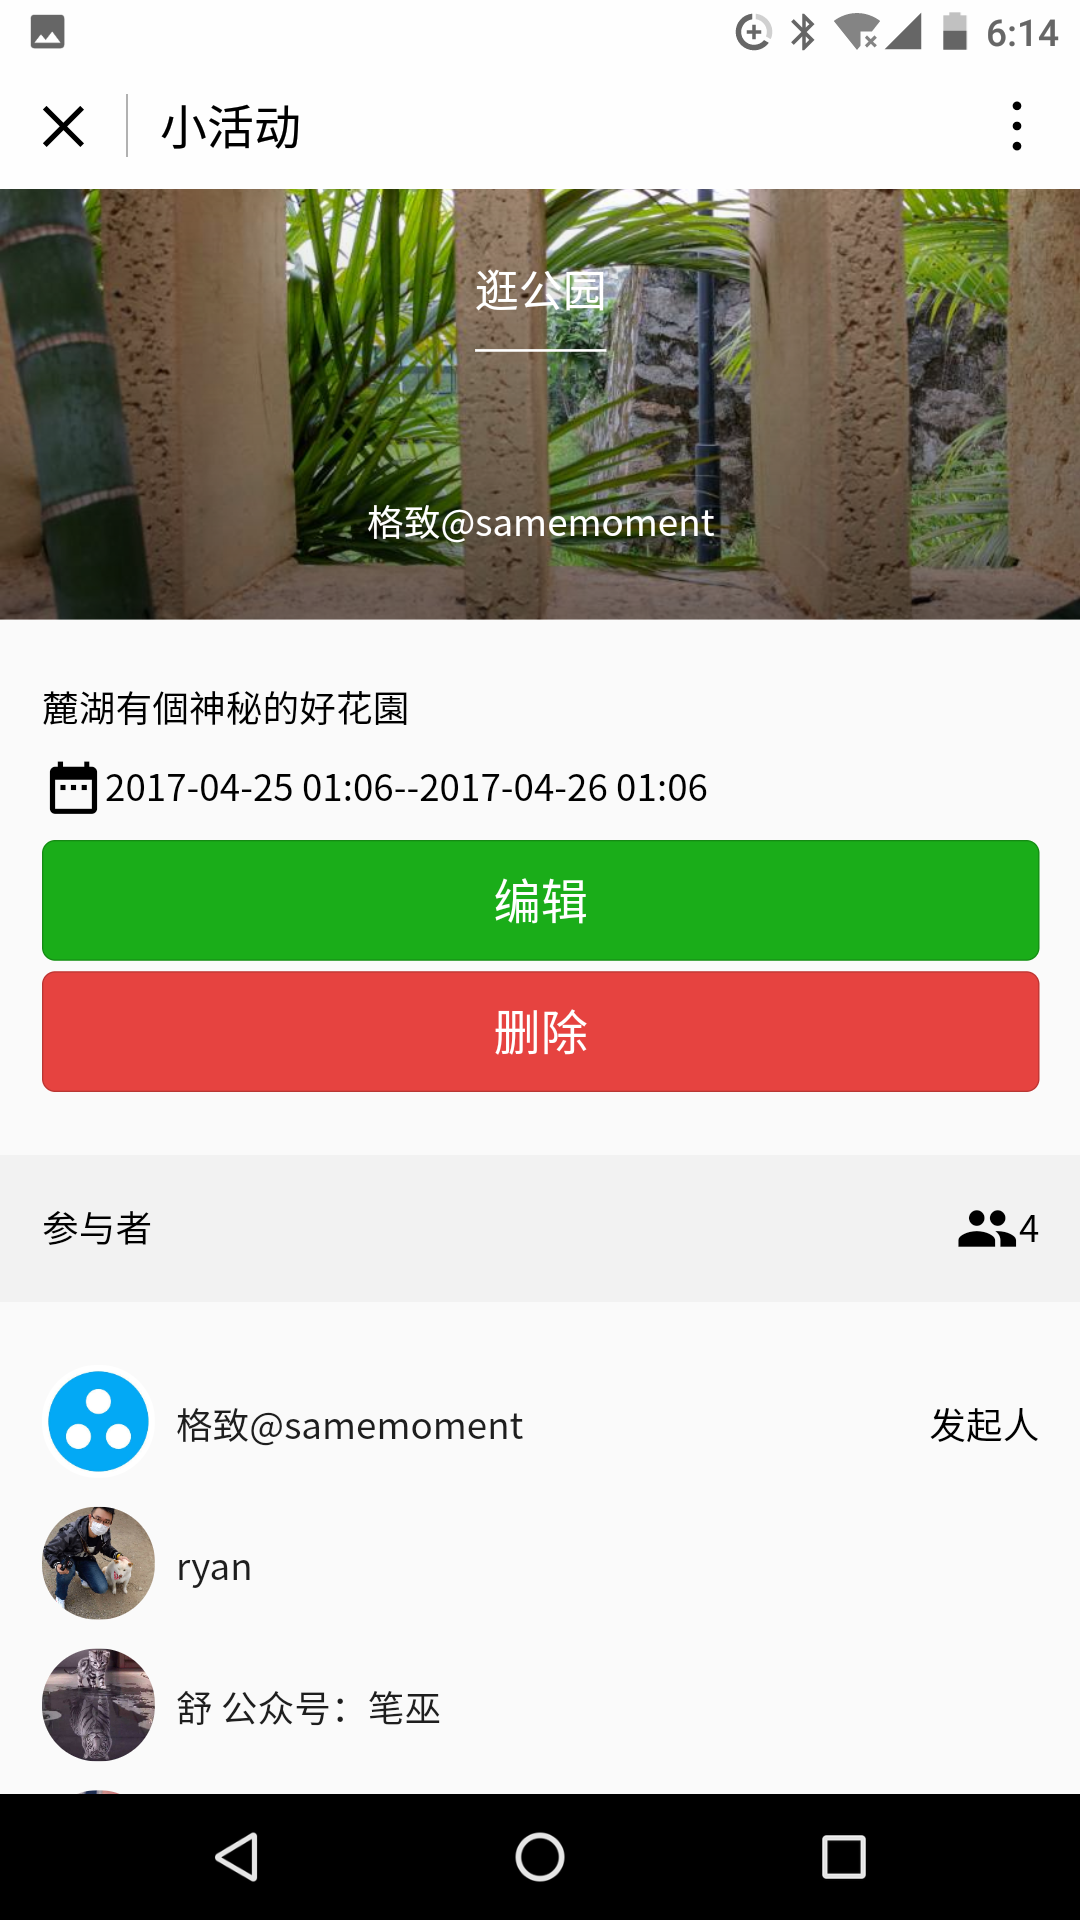 6:14
小活动
逛公园
格致@samemoment
麓湖有個神秘的好花園
2017-04-25 01:06--2017-04-26 01:06
编辑
删除
参与者 4
格致@samemoment 发起人
ryan
舒 公众号：笔巫